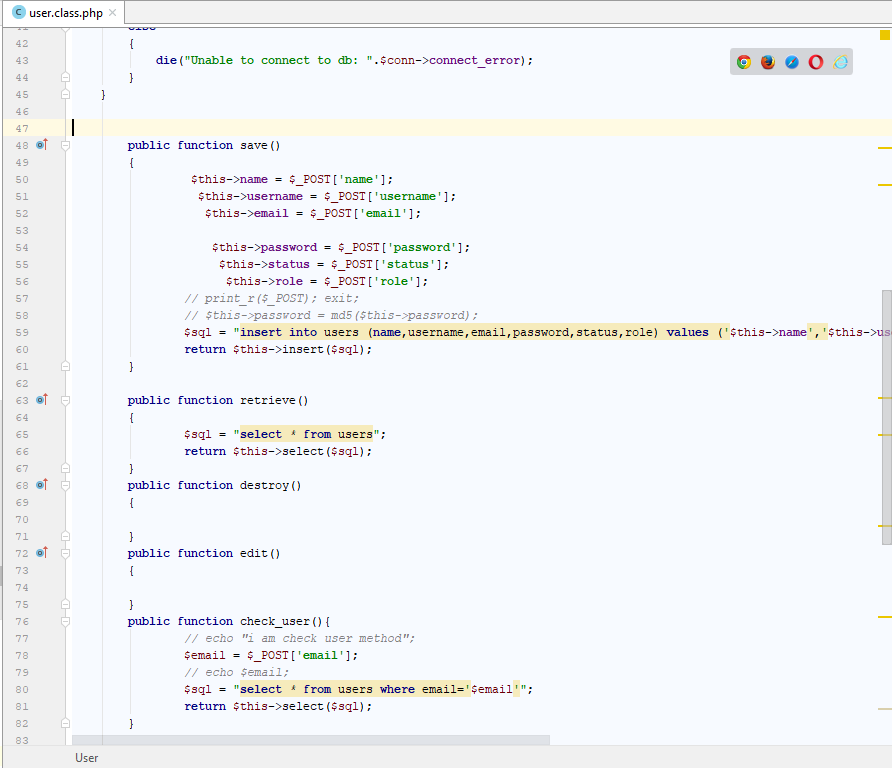 user.class.php
else
42 {
43 die("Unable to connect to db: ".$conn->connect_error);
44 }
45 }
46
47
48 public function save()
49 {
50 $this->name = $_POST['name'];
51 $this->username = $_POST['username'];
52 $this->email = $_POST['email'];
53
54 $this->password = $_POST['password'];
55 $this->status = $_POST['status'];
56 $this->role = $_POST['role'];
57 // print_r($_POST); exit;
58 // $this->password = md5($this->password);
59 $sql = "insert into users (name,username,email,password,status,role) values ('$this->name','$this->us
60 return $this->insert($sql);
61 }
62
63 public function retrieve()
64 {
65 $sql = "select * from users";
66 return $this->select($sql);
67 }
68 public function destroy()
69 {
70
71 }
72 public function edit()
73 {
74
75 }
76 public function check_user(){
77 // echo "i am check user method";
78 $email = $_POST['email'];
79 // echo $email;
80 $sql = "select * from users where email='$email'";
81 return $this->select($sql);
82 }
83
User